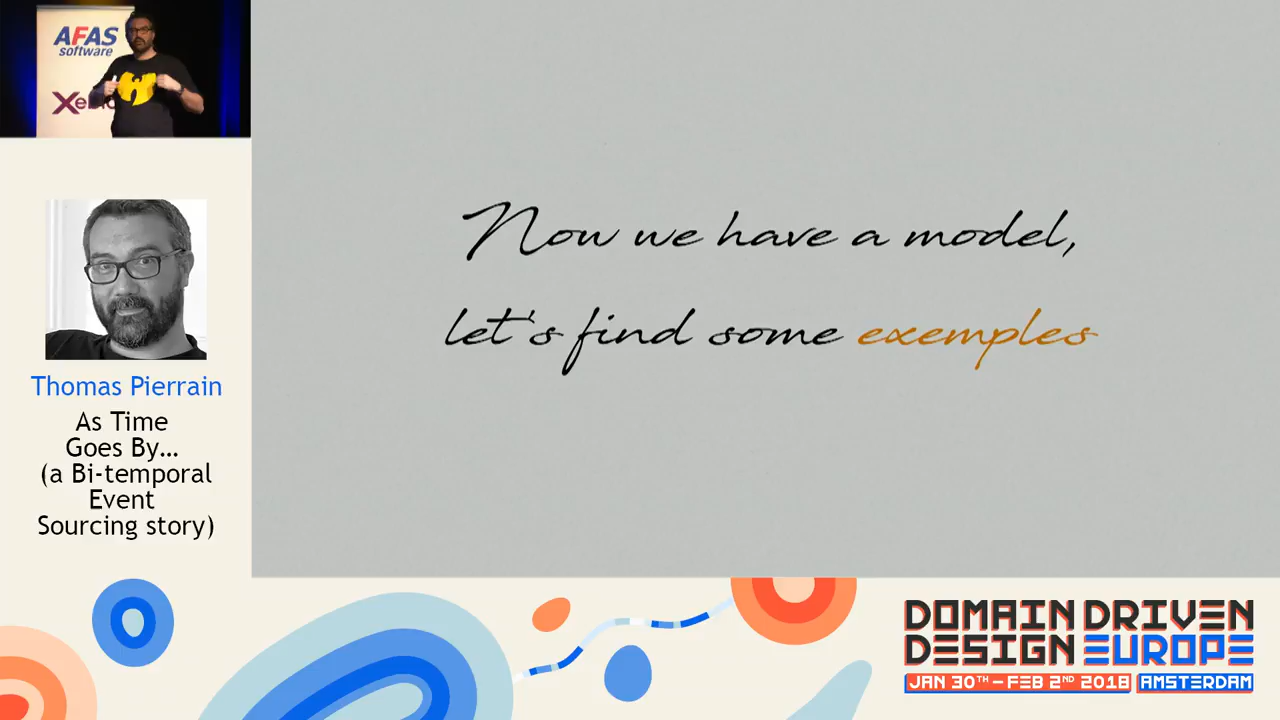 AFAS
software
Xebia
Now we have a model,
let's find some exemples
Thomas Pierrain
As Time
Goes By...
(a Bi-temporal
Event
Sourcing story)
DOMAIN DRIVEN
DESIGN EUROPE
JAN 30TH - FEB 2ND 2018 AMSTERDAM